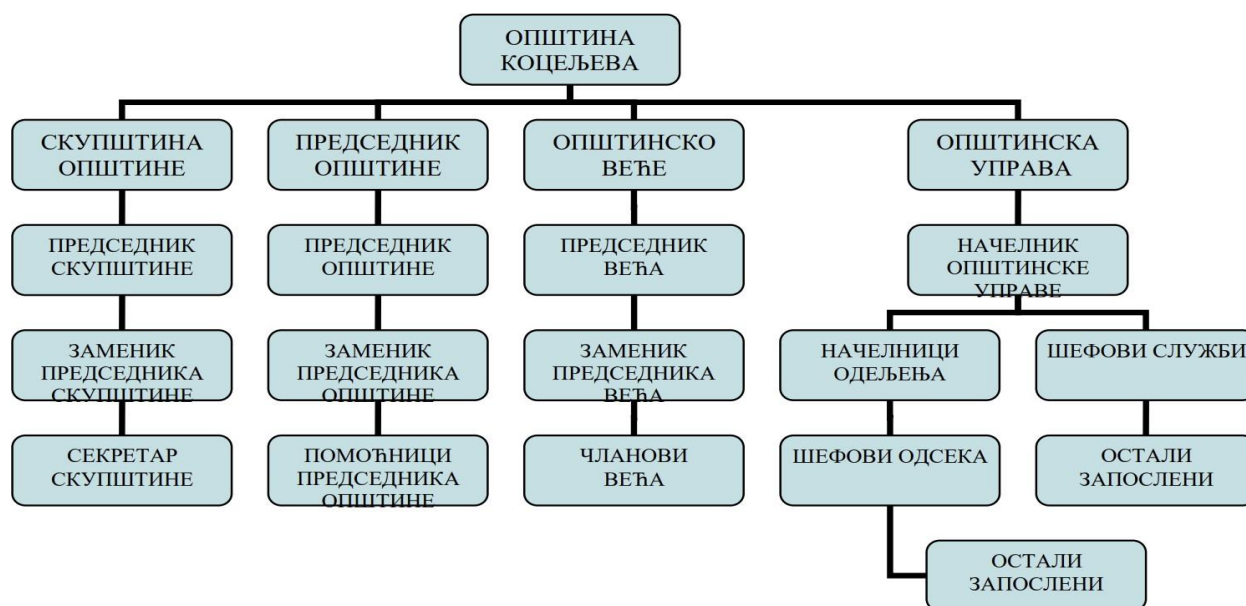 ОПШТИНА
КОЦЕЉЕВА
СКУПШТИНА
ОПШТИНЕ
ПРЕДСЕДНИК
ОПШТИНЕ
ОПШТИНСКО
ВЕЋЕ
ОПШТИНСКА
УПРАВА
ПРЕДСЕДНИК
СКУПШТИНЕ
ПРЕДСЕДНИК
ОПШТИНЕ
ПРЕДСЕДНИК
ВЕЋА
НАЧЕЛНИК
ОПШТИНСКЕ
УПРАВЕ
ЗАМЕНИК
ПРЕДСЕДНИКА
СКУПШТИНЕ
ЗАМЕНИК
ПРЕДСЕДНИКА
ОПШТИНЕ
ЗАМЕНИК
ПРЕДСЕДНИКА
ВЕЋА
НАЧЕЛНИЦИ
ОДЕЉЕЊА
ШЕФОВИ СЛУЖБИ
СЕКРЕТАР
СКУПШТИНЕ
ПОМОЋНИЦИ
ПРЕДСЕДНИКА
ОПШТИНЕ
ЧЛАНОВИ
ВЕЋА
ШЕФОВИ ОДСЕКА
ОСТАЛИ
ЗАПОСЛЕНИ
ОСТАЛИ
ЗАПОСЛЕНИ